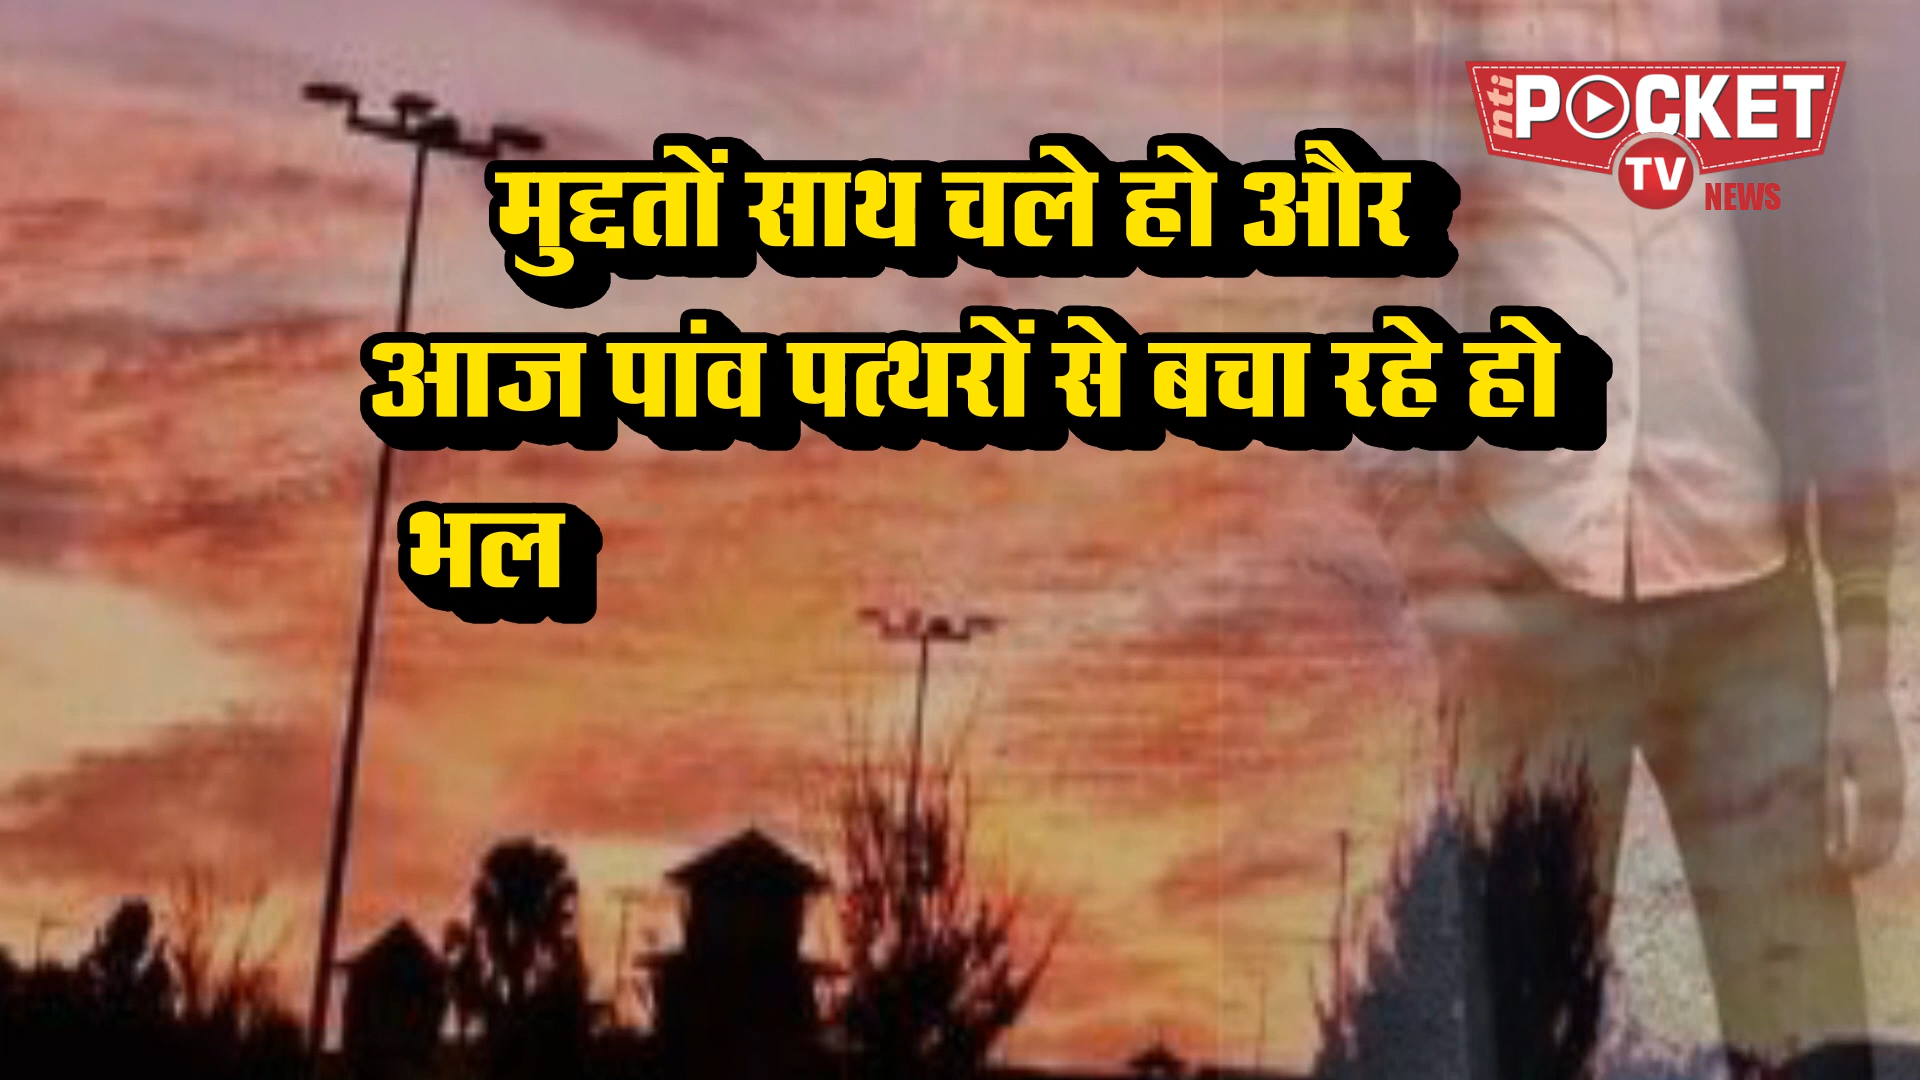 nti POCKET
TV NEWS
मुद्दतों साथ चले हो और
आज पांव पत्थरों से बचा रहे हो
भल